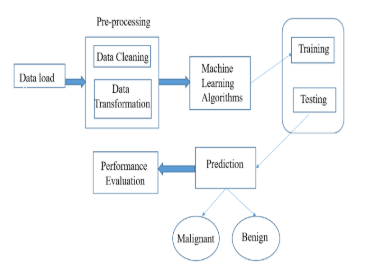 Pre-processing
Data Cleaning
Data load
Data
Transformation
Machine
Learning
Algorithms
Training
Testing
Performance
Evaluation
Prediction
Malignant
Benign